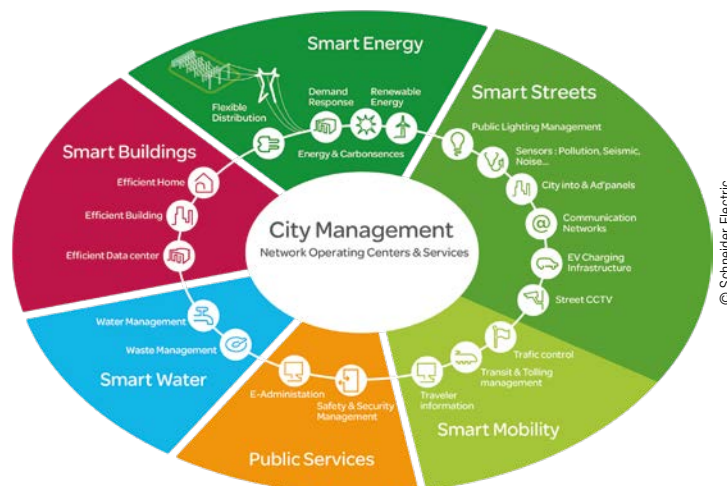 Smart Energy
Flexible
Distribution
Demand
Response
Renewable
Energy
Energy & Carbonsences
Smart Streets
Public Lighting Management
Sensors : Pollution, Seismic,
Noise...
City into & Ad'panels
@
Communication
Networks
EV Charging
Infrastructure
Street CCTV
Smart Buildings
Efficient Home
Efficient Building
Efficient Data center
City Management
Network Operating Centers & Services
Water Management
Waste Management
Smart Water
E-Administation
Safety & Security
Management
Public Services
Trafic control
Transit & Tolling
management
Traveler
information
Smart Mobility
© Schneider Electric